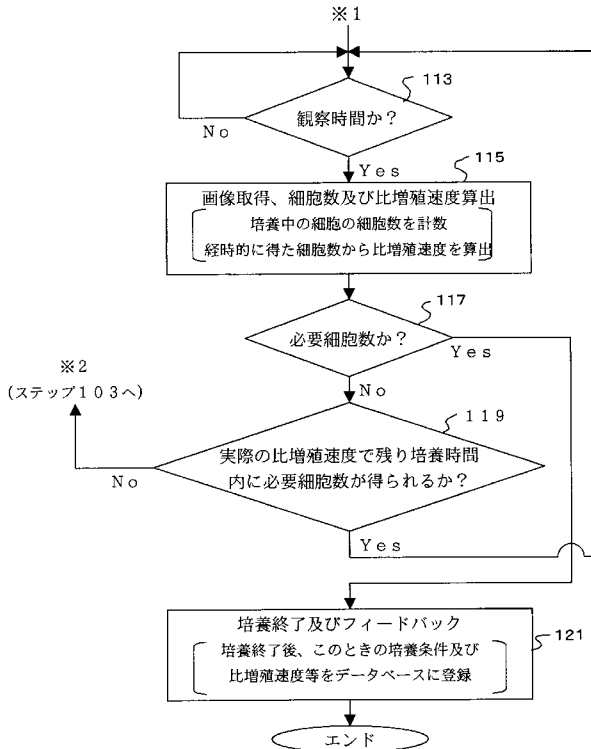 ※1
113
観察時間か?
No
Yes
115
画像取得、細胞数及び比増殖速度算出
培養中の細胞の細胞数を計数
経時的に得た細胞数から比増殖速度を算出
117
必要細胞数か?
Yes
※2
(ステップ103へ)
No
119
実際の比増殖速度で残り培養時間
内に必要細胞数が得られるか?
No
Yes
培養終了及びフィードバック
121
培養終了後、このときの培養条件及び
比増殖速度等をデータベースに登録
エンド